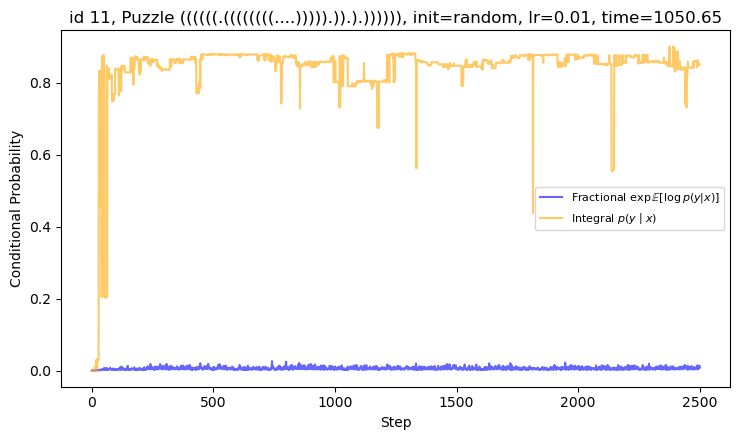 id 11, Puzzle ((((((.((((((((....))))).)).).)))))), init=random, lr=0.01, time=1050.65
Conditional Probability
0.8
0.6
0.4
0.2
0.0
Fractional exp𝔼[log p(y|x)]
Integral p(y | x)
0
500
1000
1500
2000
2500
Step